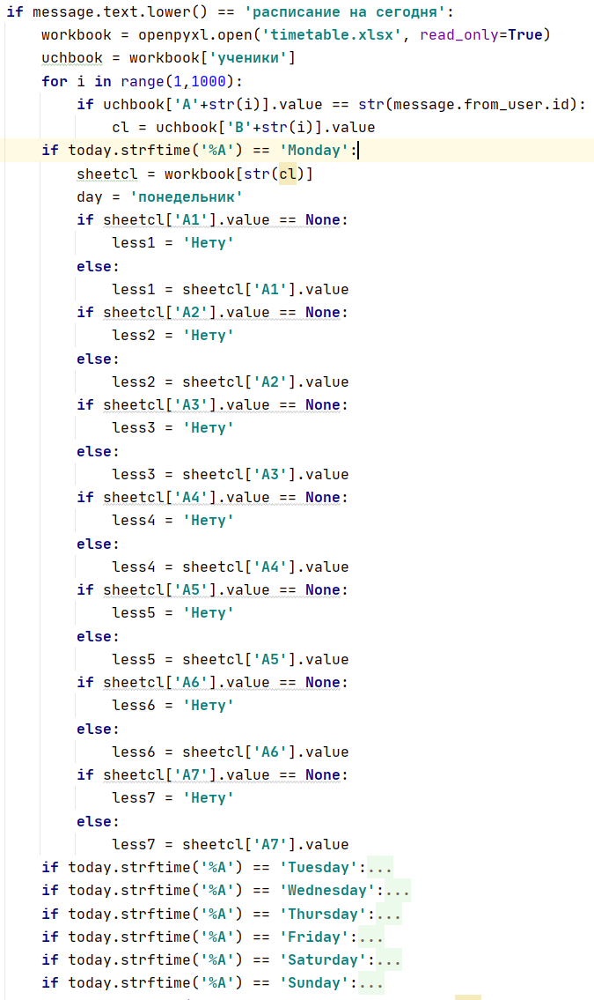 if message.text.lower() == 'расписание на сегодня':
    workbook = openpyxl.open('timetable.xlsx', read_only=True)
    uchbook = workbook['ученики']
    for i in range(1,1000):
        if uchbook['A'+str(i)].value == str(message.from_user.id):
            cl = uchbook['B'+str(i)].value
    if today.strftime('%A') == 'Monday':
        sheetcl = workbook[str(cl)]
        day = 'понедельник'
        if sheetcl['A1'].value == None:
            less1 = 'Нету'
        else:
            less1 = sheetcl['A1'].value
        if sheetcl['A2'].value == None:
            less2 = 'Нету'
        else:
            less2 = sheetcl['A2'].value
        if sheetcl['A3'].value == None:
            less3 = 'Нету'
        else:
            less3 = sheetcl['A3'].value
        if sheetcl['A4'].value == None:
            less4 = 'Нету'
        else:
            less4 = sheetcl['A4'].value
        if sheetcl['A5'].value == None:
            less5 = 'Нету'
        else:
            less5 = sheetcl['A5'].value
        if sheetcl['A6'].value == None:
            less6 = 'Нету'
        else:
            less6 = sheetcl['A6'].value
        if sheetcl['A7'].value == None:
            less7 = 'Нету'
        else:
            less7 = sheetcl['A7'].value
    if today.strftime('%A') == 'Tuesday':...
    if today.strftime('%A') == 'Wednesday':...
    if today.strftime('%A') == 'Thursday':...
    if today.strftime('%A') == 'Friday':...
    if today.strftime('%A') == 'Saturday':...
    if today.strftime('%A') == 'Sunday':...